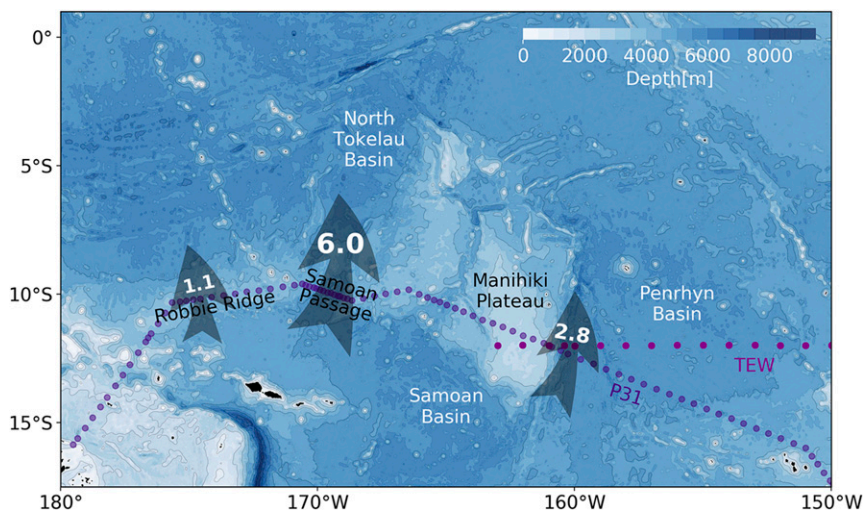 0°
0 2000 4000 6000 8000
Depth[m]
North
Tokelau
Basin
5°S
6.0
1.1
Robbie Ridge
Samoan
Passage
Manihiki
Plateau
10°S
Penrhyn
Basin
2.8
TEW
P31
Samoan
Basin
15°S
180°
170°W
160°W
150°W